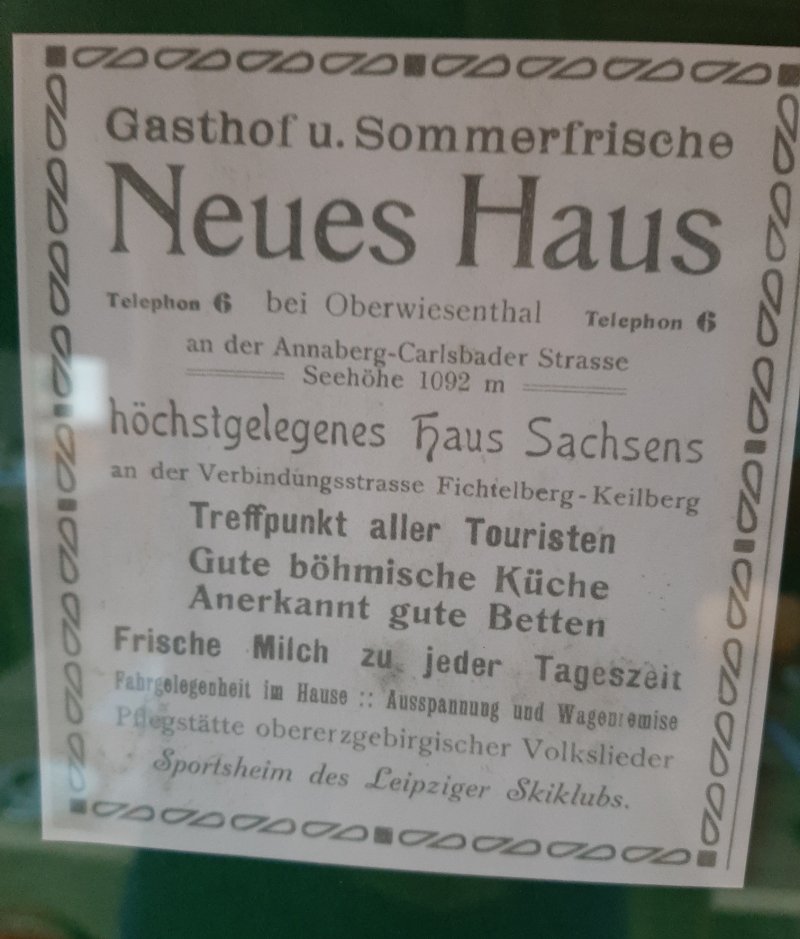 Gasthof u. Sommerfrische
Neues Haus
Telephon 6 bei Oberwiesenthal Telephon 6
an der Annaberg-Carlsbader Strasse
Seehöhe 1092 m
höchstgelegenes Haus Sachsens
an der Verbindungsstrasse Fichtelberg-Keilberg
Treffpunkt aller Touristen
Gute böhmische Küche
Anerkannt gute Betten
Frische Milch zu jeder Tageszeit
Fahrgelegenheit im Hause :: Ausspannung und Wagenremise
Pflegstätte obererzgebirgischer Volkslieder
Sportsheim des Leipziger Skiklubs.